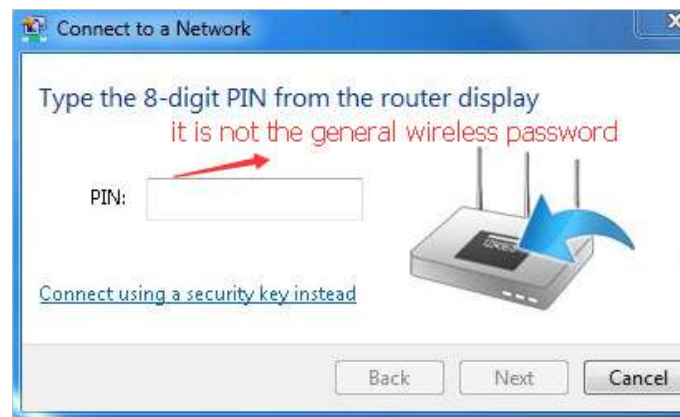 Connect to a Network
Type the 8-digit PIN from the router display
it is not the general wireless password
PIN:
Connect using a security key instead
Back
Next
Cancel